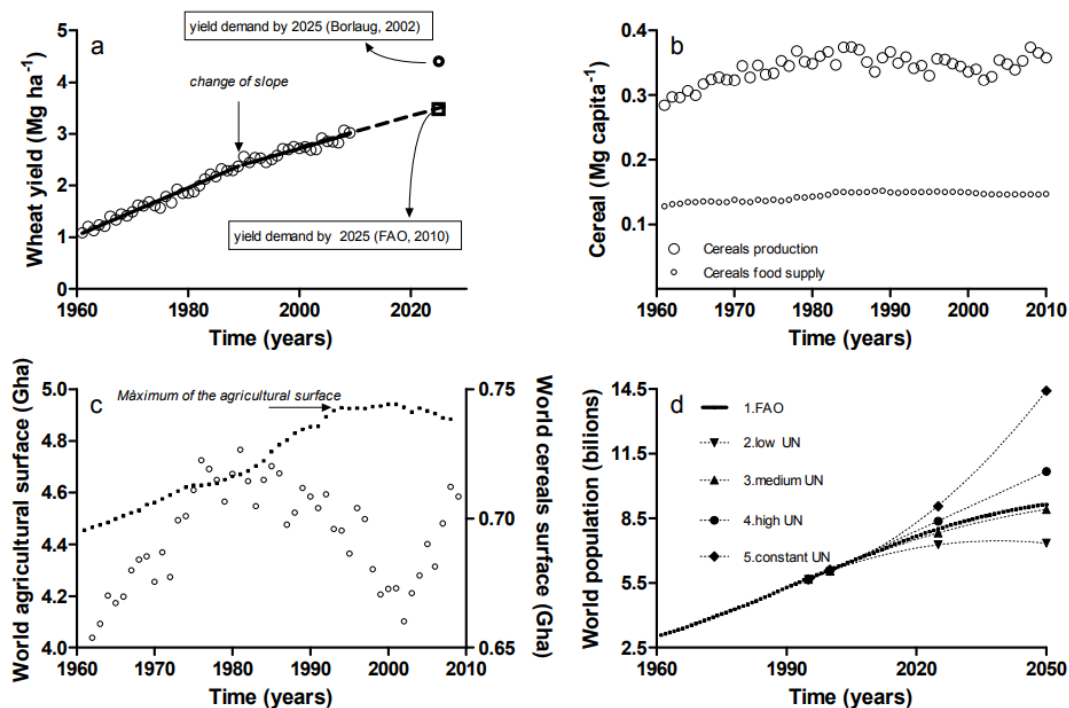 a
yield demand by 2025 (Borlaug, 2002)
change of slope
yield demand by 2025 (FAO, 2010)
Wheat yield (Mg ha-1)
5
4
3
2
1
0
1960 1980 2000 2020
Time (years)
b
Cereal (Mg capita-1)
0.4
0.3
0.2
0.1
Cereals production
Cereals food supply
1960 1970 1980 1990 2000 2010
Time (years)
c
Màximum of the agricultural surface
World agricultural surface (Gha)
5.0
4.8
4.6
4.4
4.2
4.0
0.75
0.70
0.65
World cereals surface (Gha)
1960 1970 1980 1990 2000 2010
Time (years)
d
World population (bilions)
14.5
11.5
8.5
5.5
2.5
1.FAO
2.low UN
3.medium UN
4.high UN
5.constant UN
1960 1990 2020 2050
Time (years)